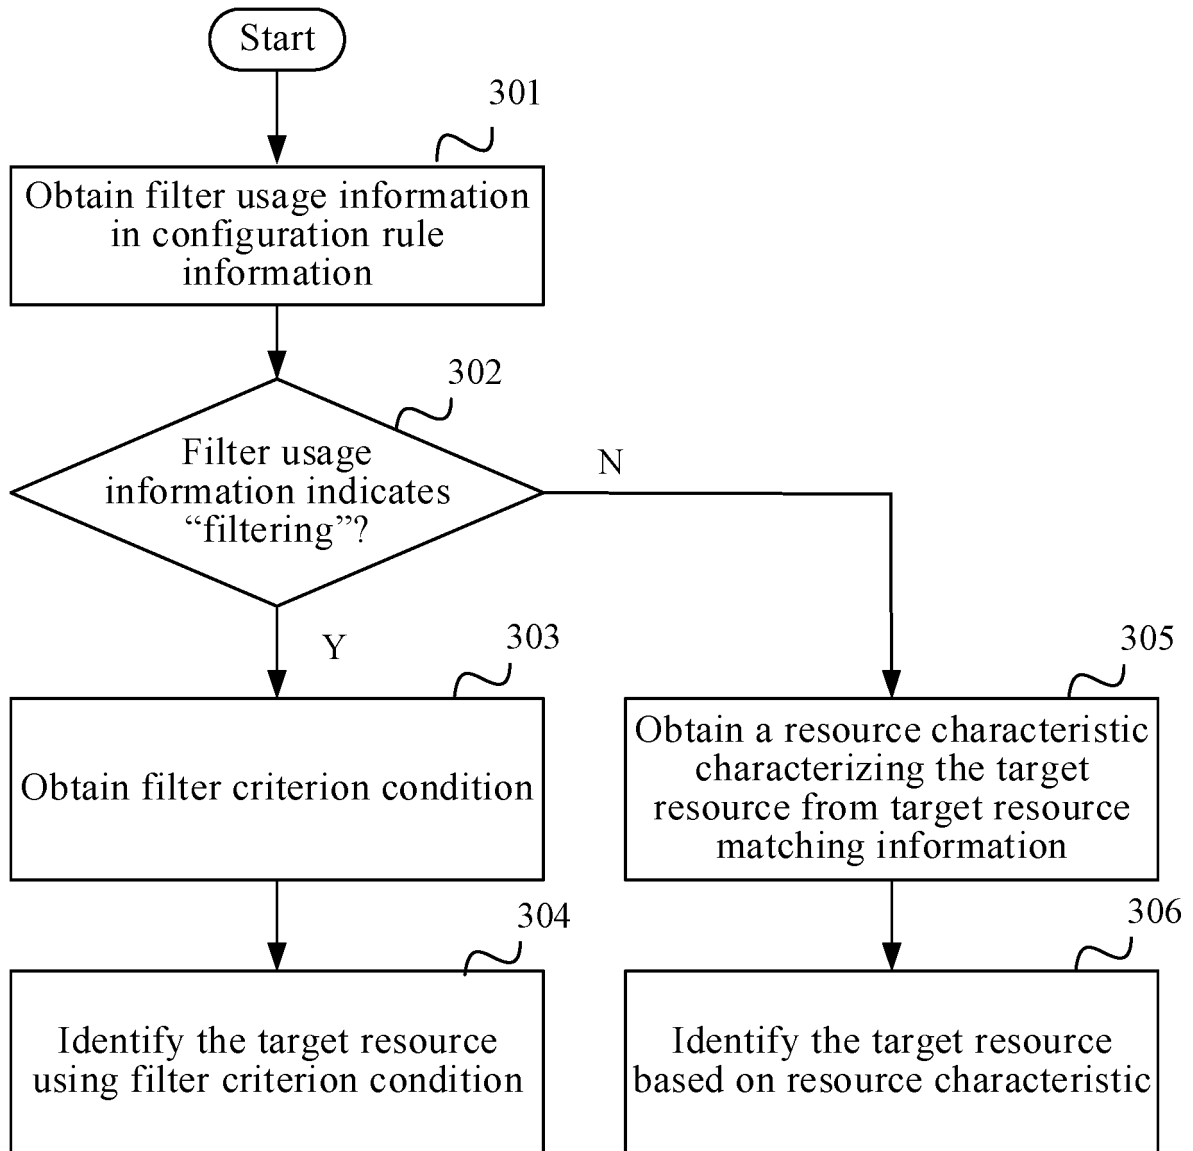 Start
301
Obtain filter usage information
in configuration rule
information
302
Filter usage
information indicates
“filtering”?
N
Y
303
305
Obtain filter criterion condition
Obtain a resource characteristic
characterizing the target
resource from target resource
matching information
304
306
Identify the target resource
using filter criterion condition
Identify the target resource
based on resource characteristic